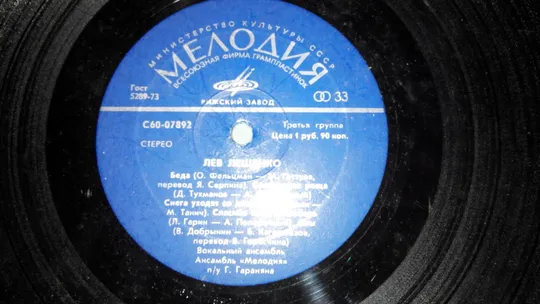 МИНИСТЕРСТВО КУЛЬТУРЫ СССР
МЕЛОДИЯ
ВСЕСОЮЗНАЯ ФИРМА ГРАМПЛАСТИНОК
Гост
5289-73
33
РИЖСКИЙ ЗАВОД
С60-07892
Третья группа
СТЕРЕО
Цена 1 руб. 90 коп.
ЛЕВ ЛЕЩЕНКО
Беда (О. Фельцман —
перевод Я. Серпина). роща
(Д. Тухманов —
Снега уходят
М. Танич). Спасибо
(Л. Гарин —
(В. Добрынин —
перевод
Вокальный ансамбль
Ансамбль «Мелодия»
п/у Г. Гараняна